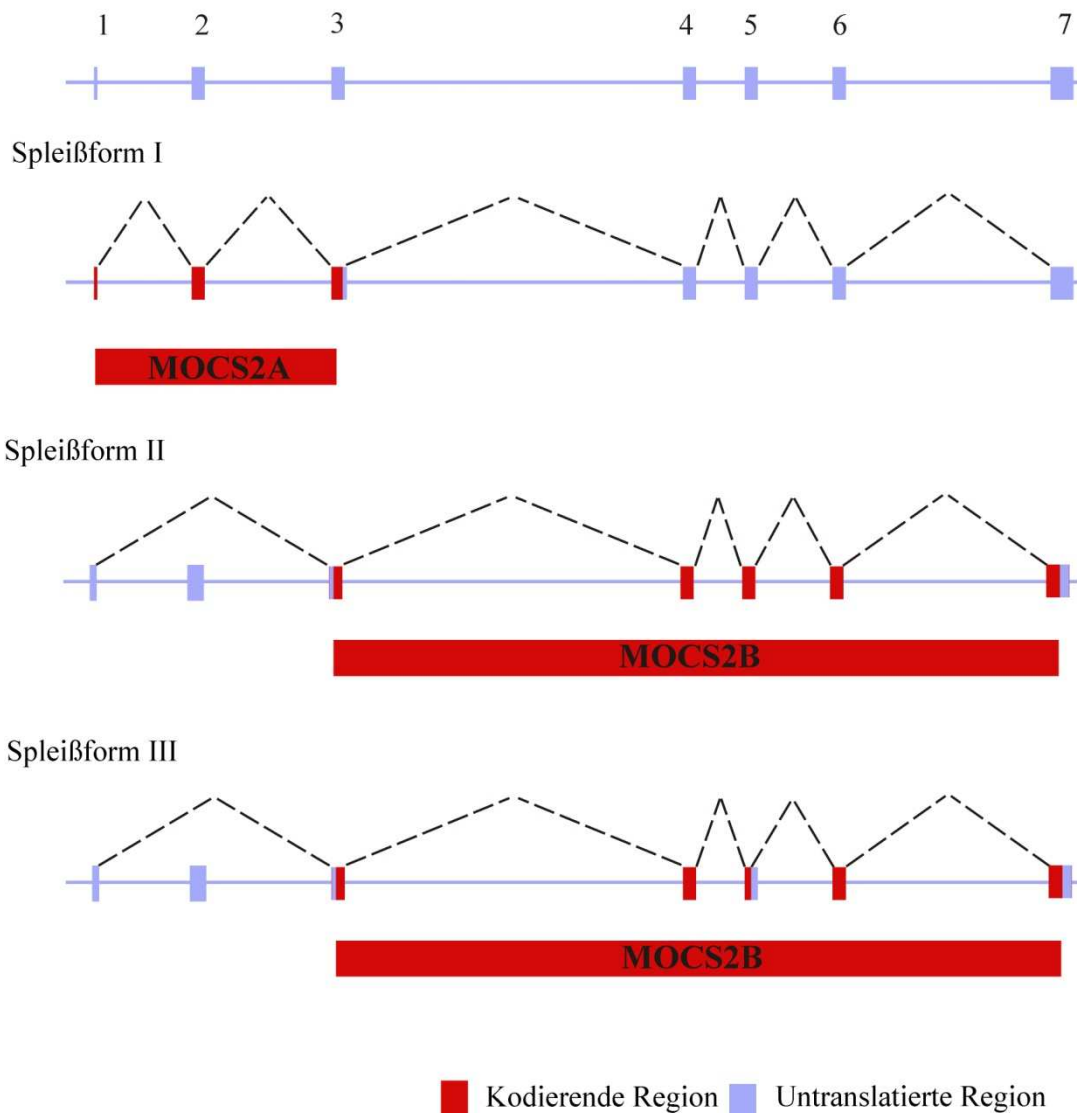 1 2 3 4 5 6 7
Spleißform I
MOCS2A
Spleißform II
MOCS2B
Spleißform III
MOCS2B
Kodierende Region Untranslatierte Region